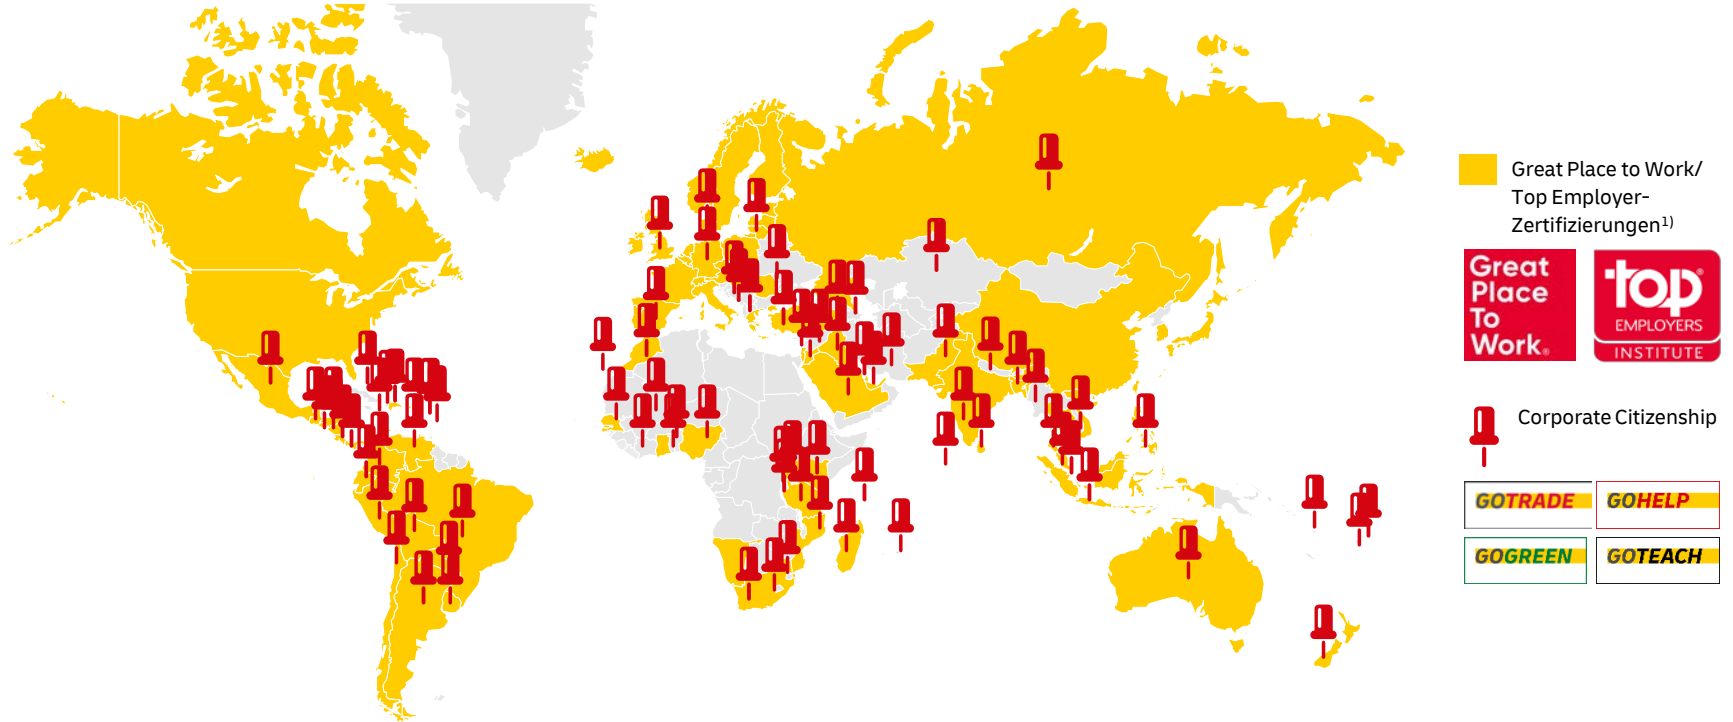 Great Place to Work/
Top Employer-
Zertifizierungen¹⁾
Great
Place
To
Work®
top®
EMPLOYERS
INSTITUTE
Corporate Citizenship
GOTRADE
GOHELP
GOGREEN
GOTEACH